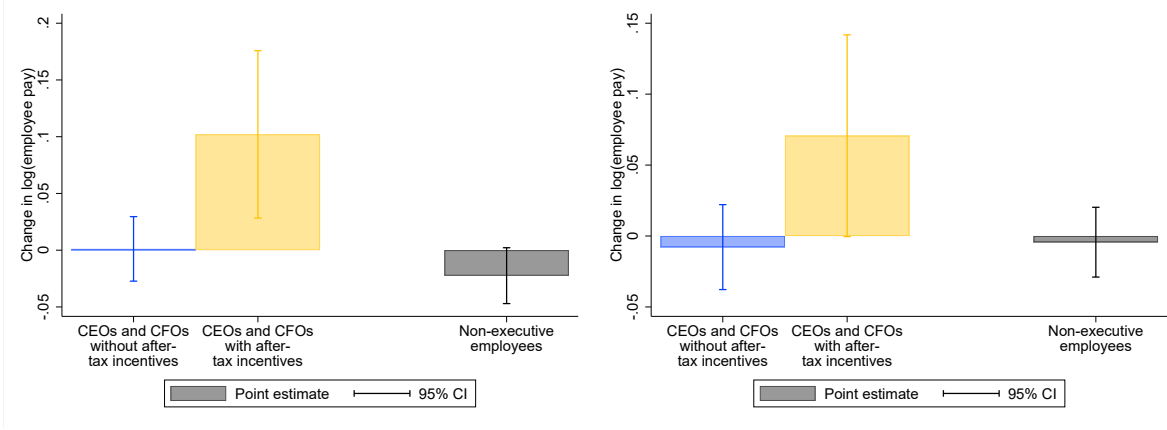 Change in log(employee pay)
.2
.15
.1
.05
0
-.05
CEOs and CFOs
without after-
tax incentives
CEOs and CFOs
with after-
tax incentives
Non-executive
employees
Point estimate
95% CI
Change in log(employee pay)
.15
.1
.05
0
-.05
CEOs and CFOs
without after-
tax incentives
CEOs and CFOs
with after-
tax incentives
Non-executive
employees
Point estimate
95% CI